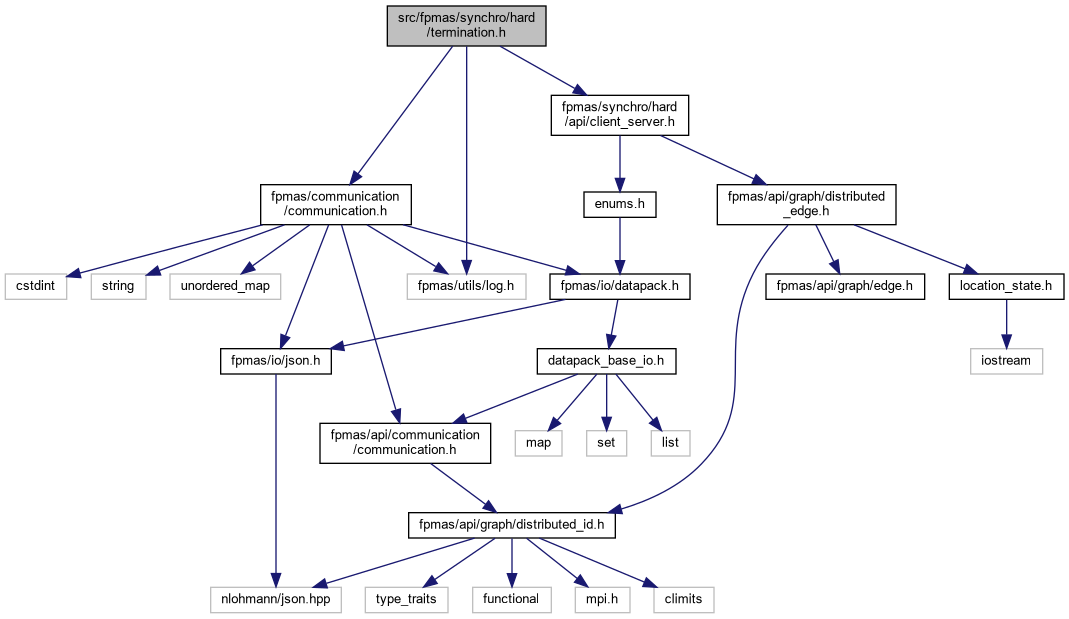 src/fpmas/synchro/hard
/termination.h
fpmas/synchro/hard
/api/client_server.h
fpmas/communication
/communication.h
enums.h
fpmas/api/graph/distributed
_edge.h
cstdint
string
unordered_map
fpmas/utils/log.h
fpmas/io/datapack.h
fpmas/api/graph/edge.h
location_state.h
fpmas/io/json.h
datapack_base_io.h
iostream
fpmas/api/communication
/communication.h
map
set
list
fpmas/api/graph/distributed_id.h
nlohmann/json.hpp
type_traits
functional
mpi.h
climits